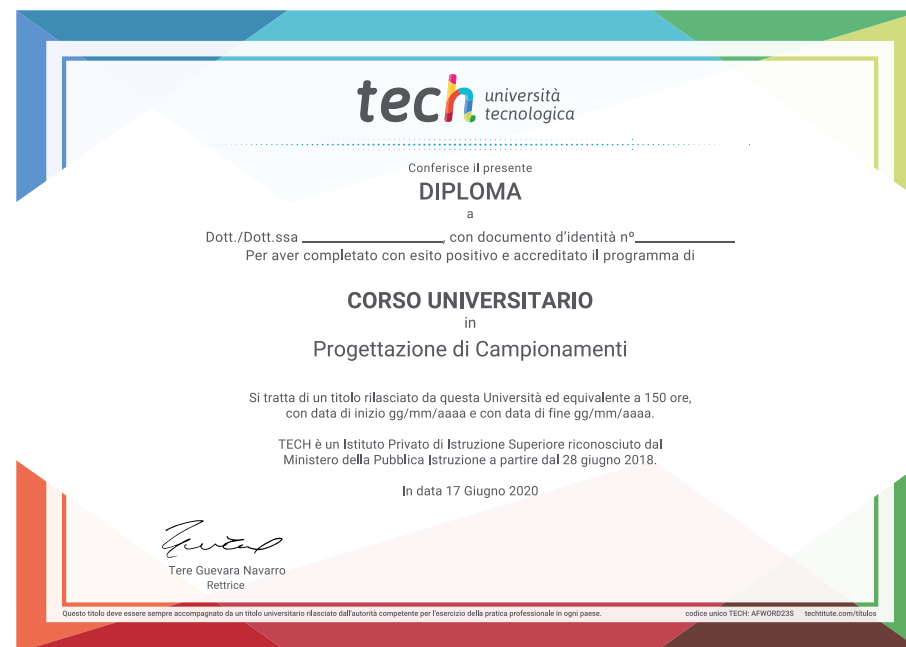 tech università
tecnologica
Conferisce il presente
DIPLOMA
a
Dott./Dott.ssa ____________________, con documento d'identità nº______________
Per aver completato con esito positivo e accreditato il programma di
CORSO UNIVERSITARIO
in
Progettazione di Campionamenti
Si tratta di un titolo rilasciato da questa Università ed equivalente a 150 ore,
con data di inizio gg/mm/aaaa e con data di fine gg/mm/aaaa.
TECH è un Istituto Privato di Istruzione Superiore riconosciuto dal
Ministero della Pubblica Istruzione a partire dal 28 giugno 2018.
In data 17 Giugno 2020
Tere Guevara Navarro
Rettrice
Questo titolo deve essere sempre accompagnato da un titolo universitario rilasciato dall'autorità competente per l'esercizio della pratica professionale in ogni paese. codice unico TECH: AFWORD23S techtitute.com/titulos